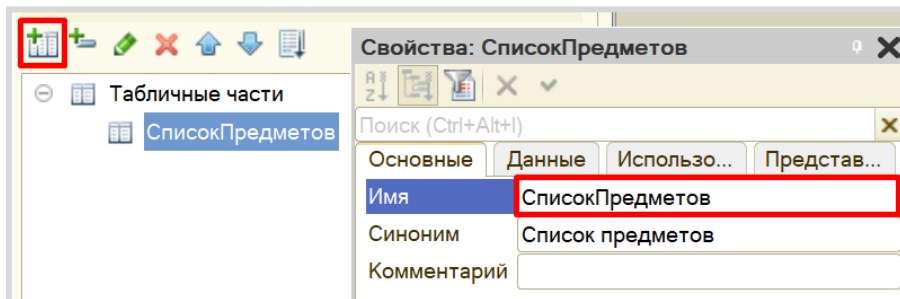 Свойства: СписокПредметов
Табличные части
СписокПредметов
Поиск (Ctrl+Alt+I)
Основные Данные Использо... Представ...
Имя СписокПредметов
Синоним Список предметов
Комментарий